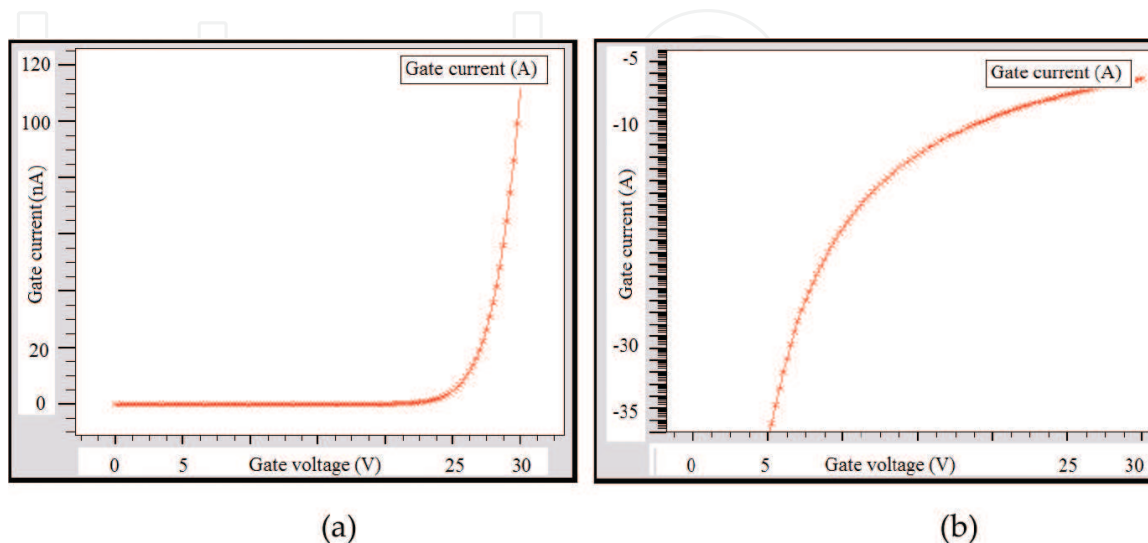 Gate current (A)
120
100
20
0
Gate current(nA)
0 5 Gate voltage (V) 25 30
(a)
Gate current (A)
-5
-10
-30
-35
Gate current (A)
0 5 Gate voltage (V) 25 30
(b)